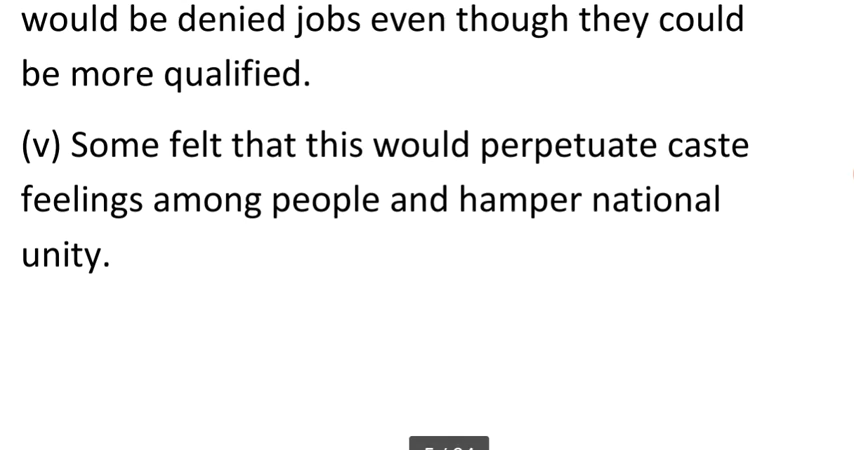 would be denied jobs even though they could
be more qualified.
(v) Some felt that this would perpetuate caste
feelings among people and hamper national
unity.